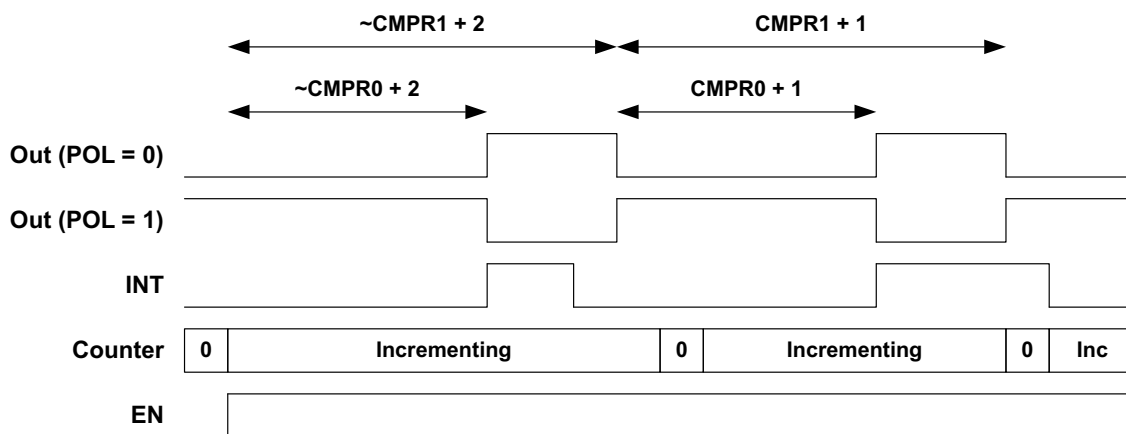 ~CMPR1 + 2 CMPR1 + 1
~CMPR0 + 2 CMPR0 + 1
Out (POL = 0)
Out (POL = 1)
INT
Counter 0 Incrementing 0 Incrementing 0 Inc
EN